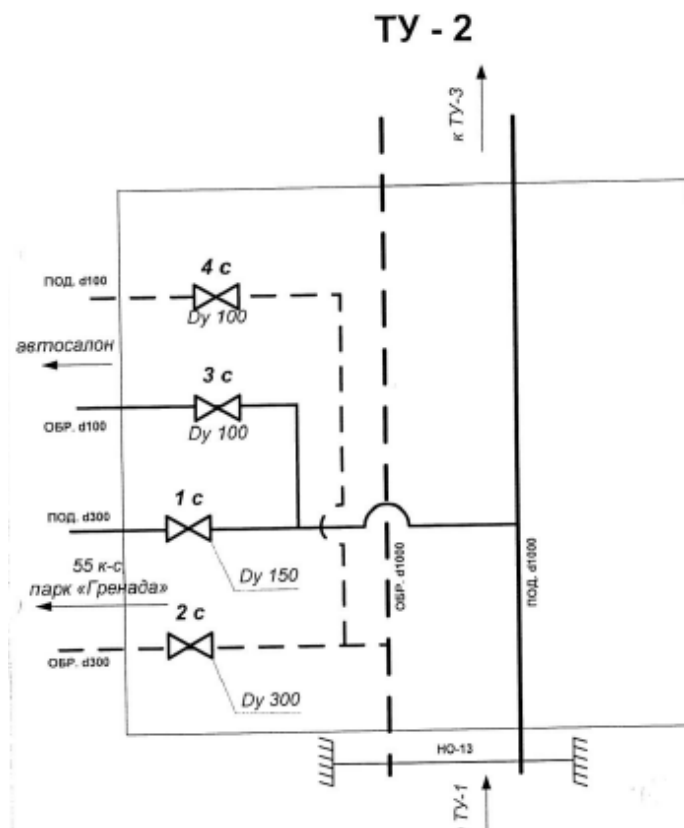 ТУ - 2
к ТУ-3
4 с
ПОД. d100
Dy 100
автосалон
3 с
ОБР. d100
Dy 100
1 с
ПОД. d300
55 к-с,
Dy 150
парк «Гренада»
ОБР. d1000
ПОД. d1000
2 с
ОБР. d300
Dy 300
НО-13
ТУ-1